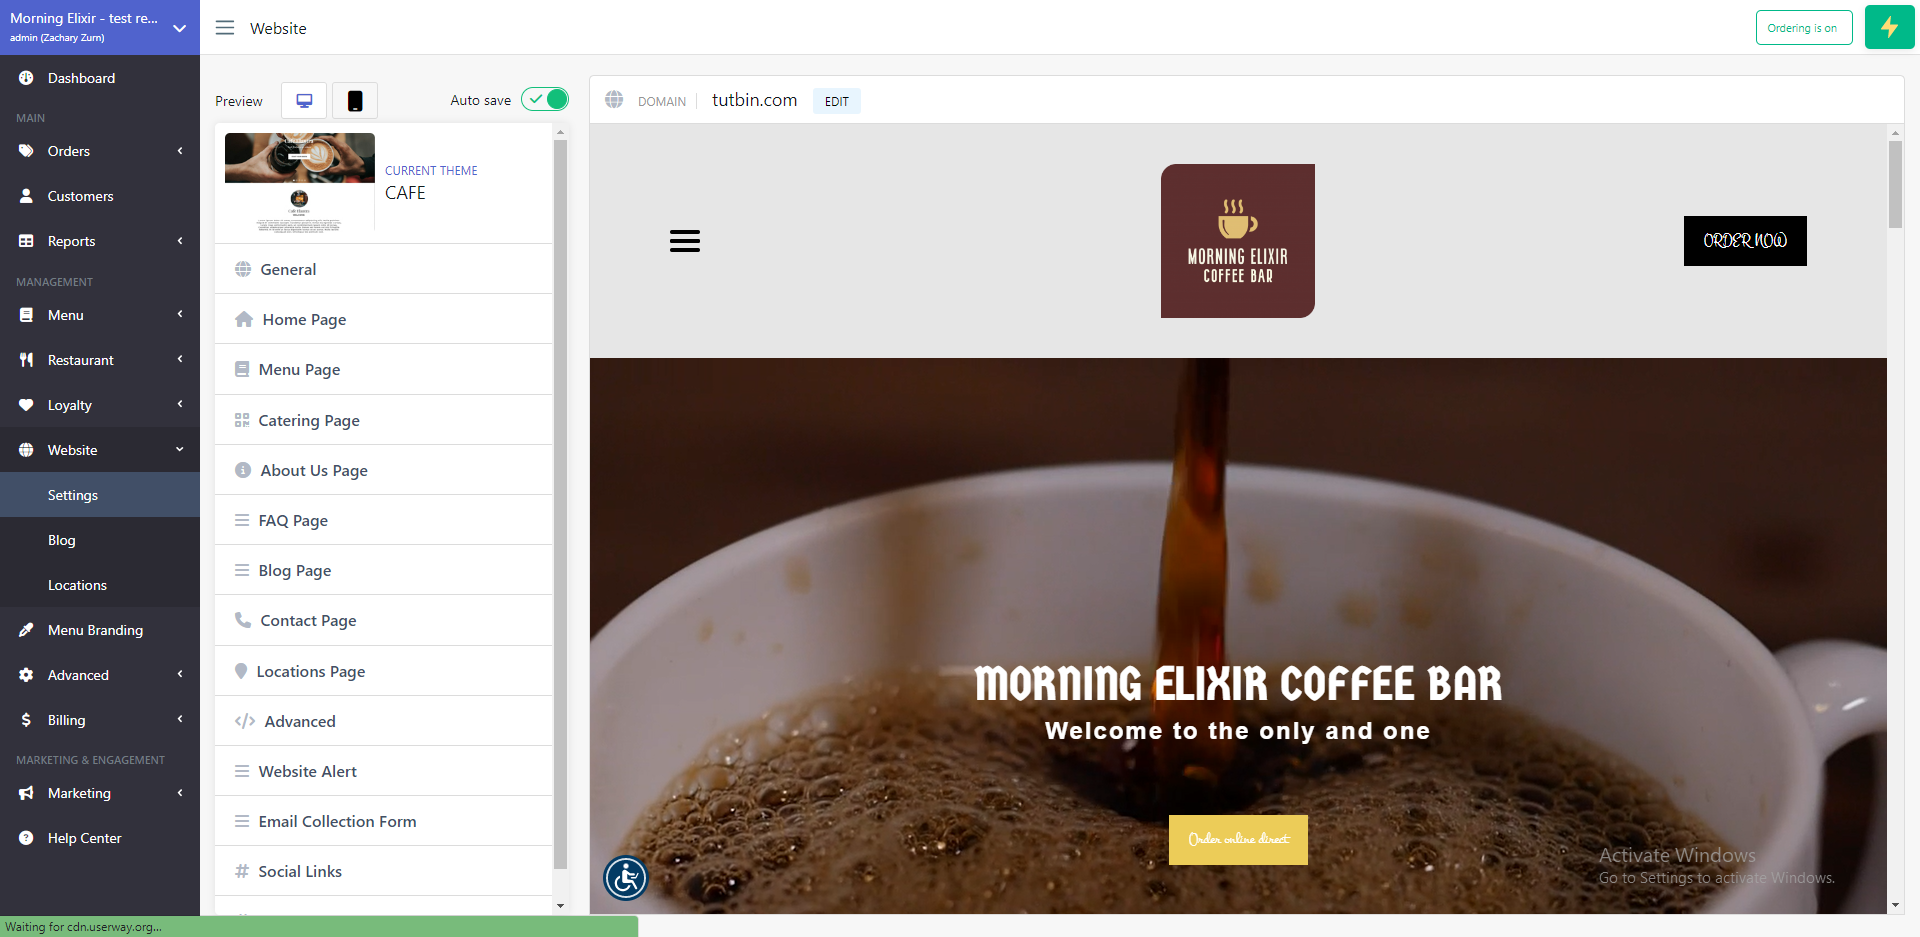 Morning Elixir - test re...
admin (Zachary Zurn)
Website
Ordering is on
Dashboard
MAIN
Orders
Customers
Reports
MANAGEMENT
Menu
Restaurant
Loyalty
Website
Settings
Blog
Locations
Menu Branding
Advanced
Billing
MARKETING & ENGAGEMENT
Marketing
Help Center
Preview
Auto save
CURRENT THEME
CAFE
General
Home Page
Menu Page
Catering Page
About Us Page
FAQ Page
Blog Page
Contact Page
Locations Page
Advanced
Website Alert
Email Collection Form
Social Links
DOMAIN
tutbin.com
EDIT
MORNING ELIXIR
COFFEE BAR
ORDER NOW
MORNING ELIXIR COFFEE BAR
Welcome to the only and one
Order online direct
Activate Windows
Go to Settings to activate Windows.
Waiting for cdn.userway.org...